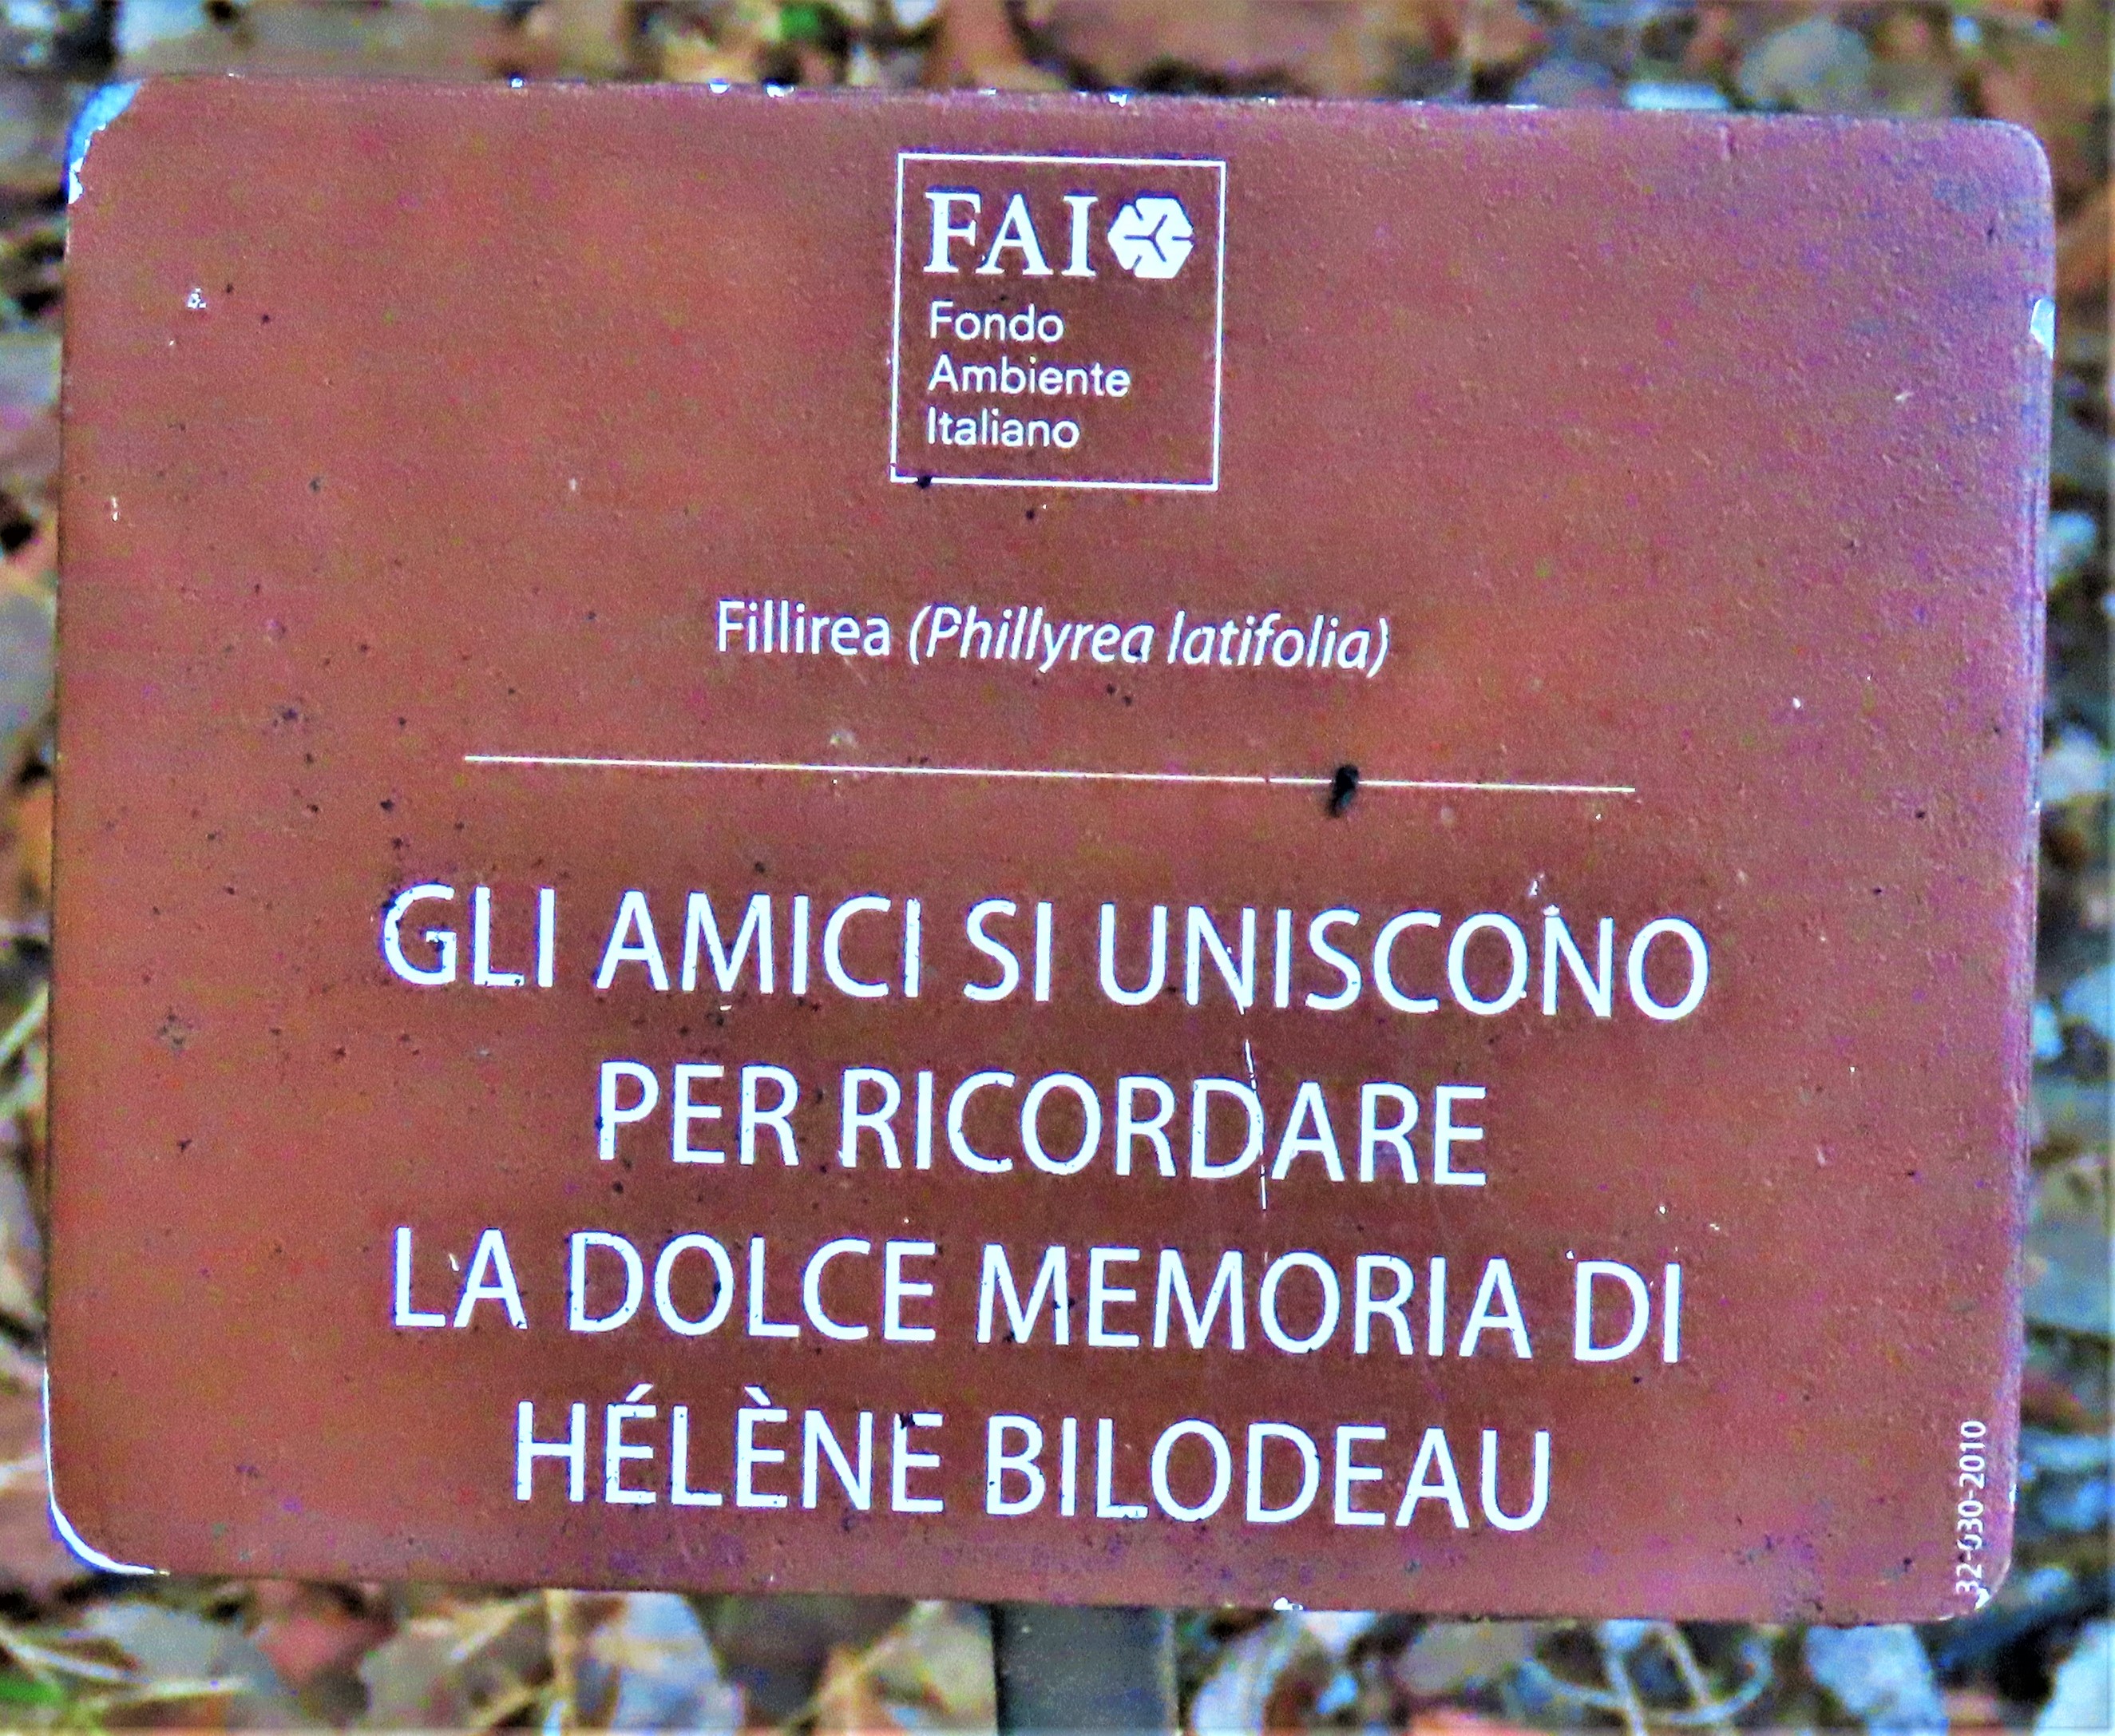 FAI
Fondo
Ambiente
Italiano
Fillirea (Phillyrea latifolia)
GLI AMICI SI UNISCONO
PER RICORDARE
LA DOLCE MEMORIA DI
HÉLÈNE BILODEAU
32-030-2010